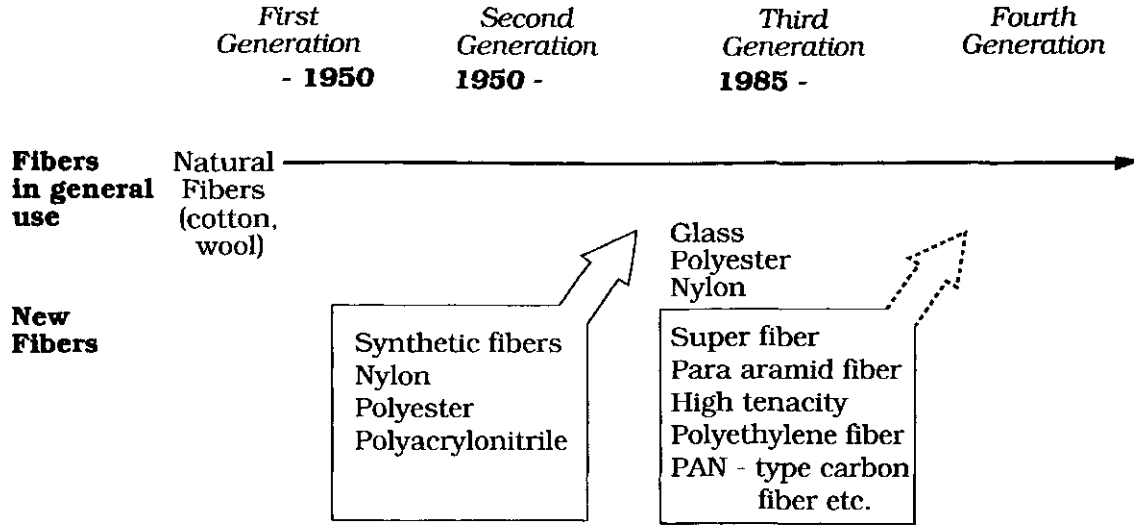 First Generation
- 1950
Second Generation
1950 -
Third Generation
1985 -
Fourth Generation
Fibers
in general
use
Natural
Fibers
(cotton,
wool)
Glass
Polyester
Nylon
New
Fibers
Synthetic fibers
Nylon
Polyester
Polyacrylonitrile
Super fiber
Para aramid fiber
High tenacity
Polyethylene fiber
PAN - type carbon
fiber etc.